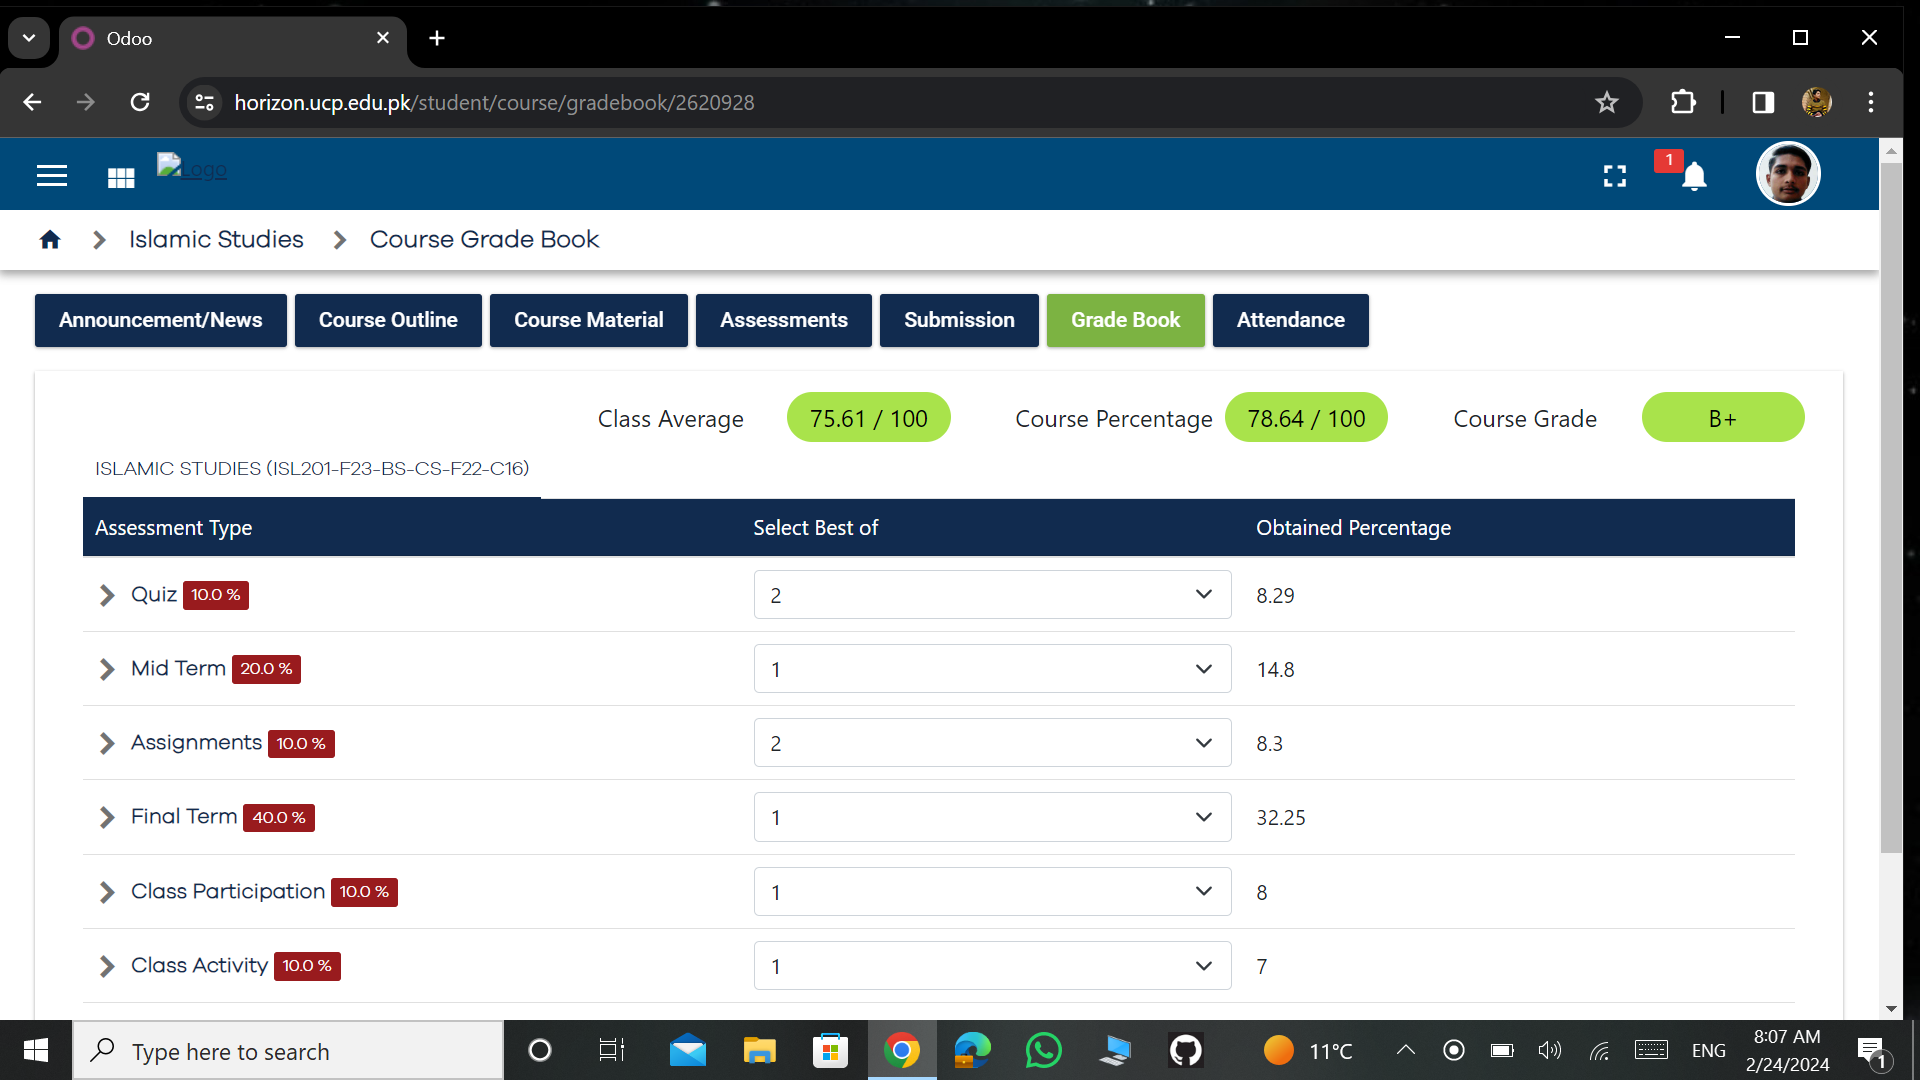 Odoo
horizon.ucp.edu.pk/student/course/gradebook/2620928
Logo
1
Islamic Studies
Course Grade Book
Announcement/News
Course Outline
Course Material
Assessments
Submission
Grade Book
Attendance
Class Average 75.61 / 100 Course Percentage 78.64 / 100 Course Grade B+
ISLAMIC STUDIES (ISL201-F23-BS-CS-F22-C16)
Assessment Type Select Best of Obtained Percentage
Quiz 10.0 % 2 8.29
Mid Term 20.0 % 1 14.8
Assignments 10.0 % 2 8.3
Final Term 40.0 % 1 32.25
Class Participation 10.0 % 1 8
Class Activity 10.0 % 1 7
Type here to search
11°C
ENG
8:07 AM
2/24/2024
1